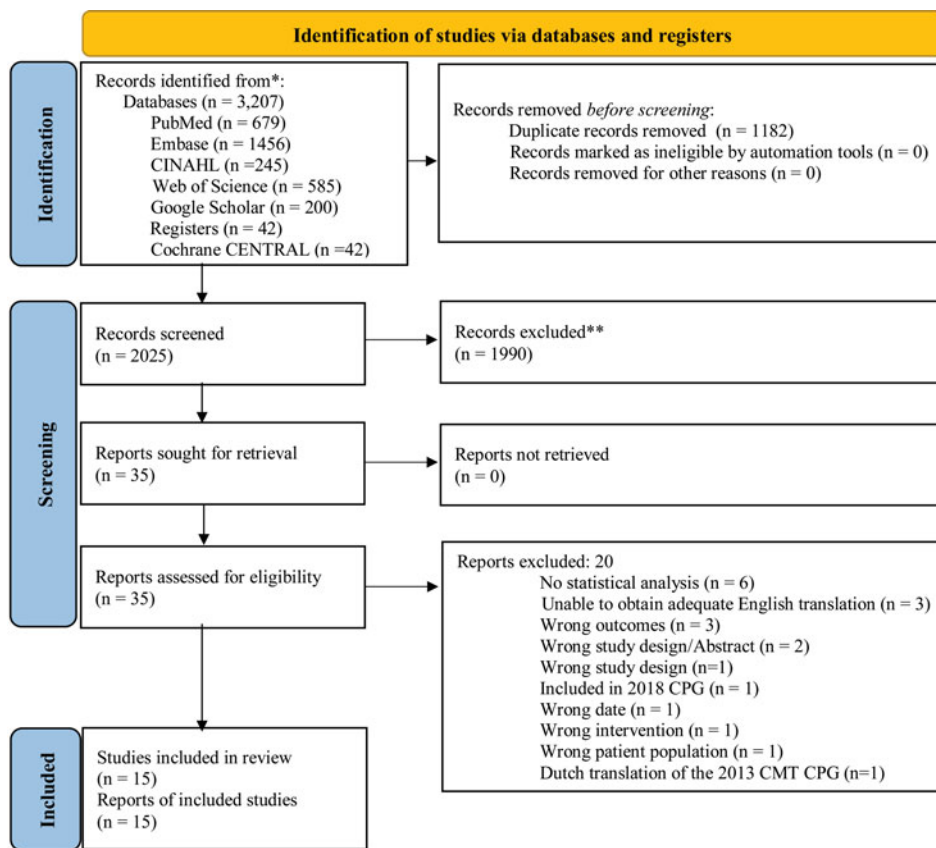 Identification of studies via databases and registers
Identification
Records identified from*:
Databases (n = 3,207)
PubMed (n = 679)
Embase (n = 1456)
CINAHL (n =245)
Web of Science (n = 585)
Google Scholar (n = 200)
Registers (n = 42)
Cochrane CENTRAL (n =42)
Records removed before screening:
Duplicate records removed (n = 1182)
Records marked as ineligible by automation tools (n = 0)
Records removed for other reasons (n = 0)
Screening
Records screened
(n = 2025)
Records excluded**
(n = 1990)
Reports sought for retrieval
(n = 35)
Reports not retrieved
(n = 0)
Reports assessed for eligibility
(n = 35)
Reports excluded: 20
No statistical analysis (n = 6)
Unable to obtain adequate English translation (n = 3)
Wrong outcomes (n = 3)
Wrong study design/Abstract (n = 2)
Wrong study design (n=1)
Included in 2018 CPG (n = 1)
Wrong date (n = 1)
Wrong intervention (n = 1)
Wrong patient population (n = 1)
Dutch translation of the 2013 CMT CPG (n=1)
Included
Studies included in review
(n = 15)
Reports of included studies
(n = 15)